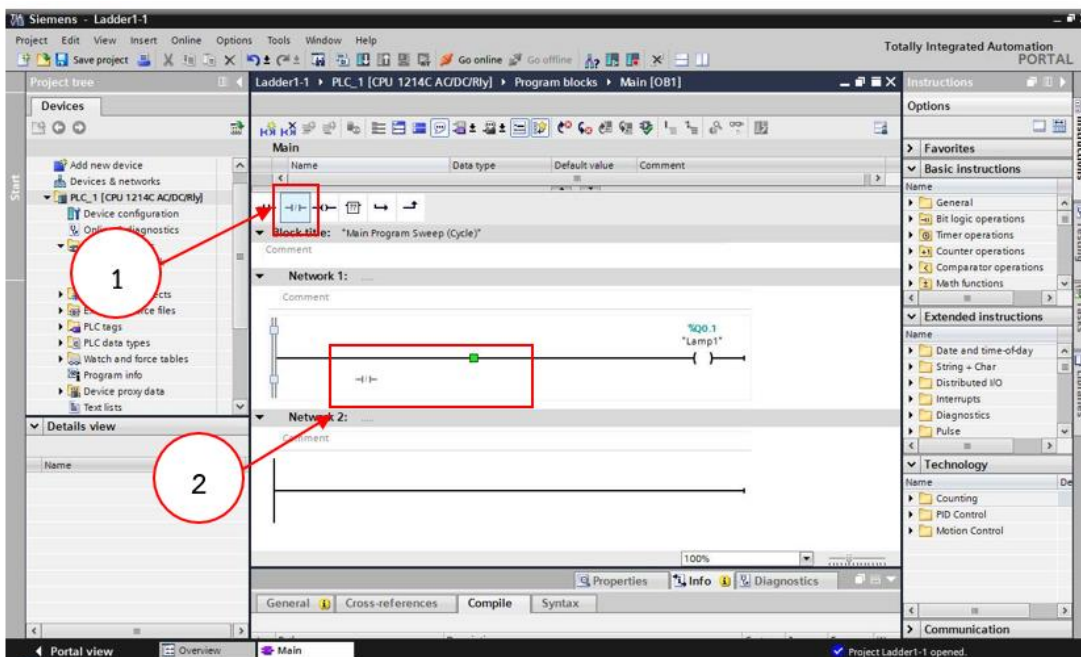 Siemens - Ladder1-1
Project Edit View Insert Online Options Tools Window Help
Totally Integrated Automation
PORTAL
Save project
Go online
Go offline
Project tree
Ladder1-1 PLC_1 [CPU 1214C AC/DC/Rly] Program blocks Main [OB1]
Instructions
Devices
Options
Start
Add new device
Devices & networks
PLC_1 [CPU 1214C AC/DC/Rly]
Device configuration
PLC tags
PLC data types
Watch and force tables
Program info
Device proxy data
Text lists
Details view
Name
Main
Name Data type Default value Comment
Block title: "Main Program Sweep (Cycle)"
Comment
Network 1:
Comment
%Q0.1
"Lamp1"
Network 2:
Comment
1
2
100%
Properties Info Diagnostics
General Cross-references Compile Syntax
Favorites
Basic instructions
Name
General
Bit logic operations
Timer operations
Counter operations
Comparator operations
Math functions
Extended instructions
Name
Date and time-of-day
String + Char
Distributed I/O
Interrupts
Diagnostics
Pulse
Technology
Name De
Counting
PID Control
Motion Control
Communication
Portal view
Overview
Main
Project Ladder1-1 opened.